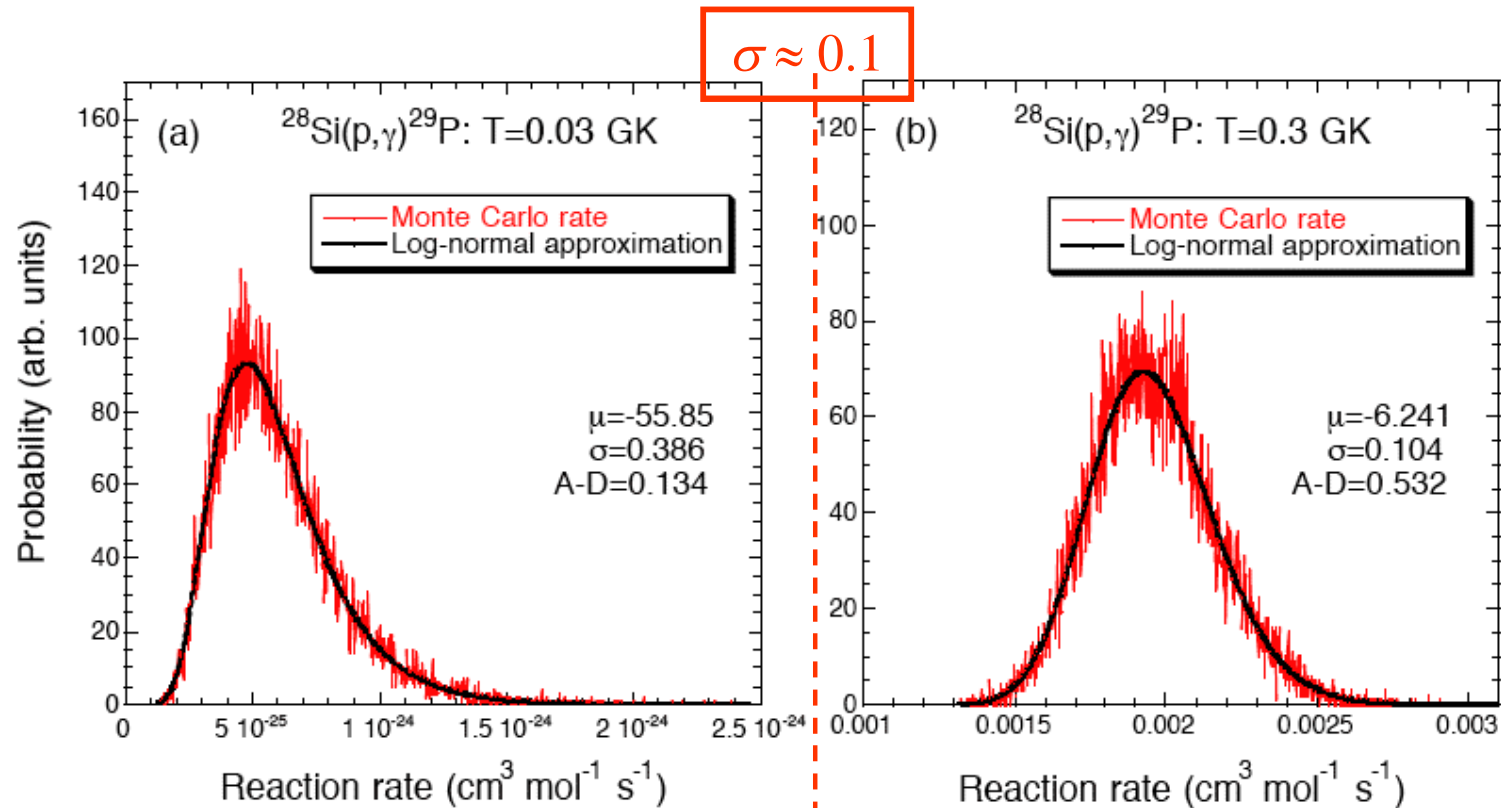 σ ≈ 0.1
(a)
²⁸Si(p,γ)²⁹P: T=0.03 GK
Monte Carlo rate
Log-normal approximation
μ=-55.85
σ=0.386
A-D=0.134
Probability (arb. units)
160
140
120
100
80
60
40
20
0
0 5 10⁻²⁵ 1 10⁻²⁴ 1.5 10⁻²⁴ 2 10⁻²⁴ 2.5 10⁻²⁴
Reaction rate (cm³ mol⁻¹ s⁻¹)
(b)
²⁸Si(p,γ)²⁹P: T=0.3 GK
Monte Carlo rate
Log-normal approximation
μ=-6.241
σ=0.104
A-D=0.532
120
100
80
60
40
20
0
0.001 0.0015 0.002 0.0025 0.003
Reaction rate (cm³ mol⁻¹ s⁻¹)